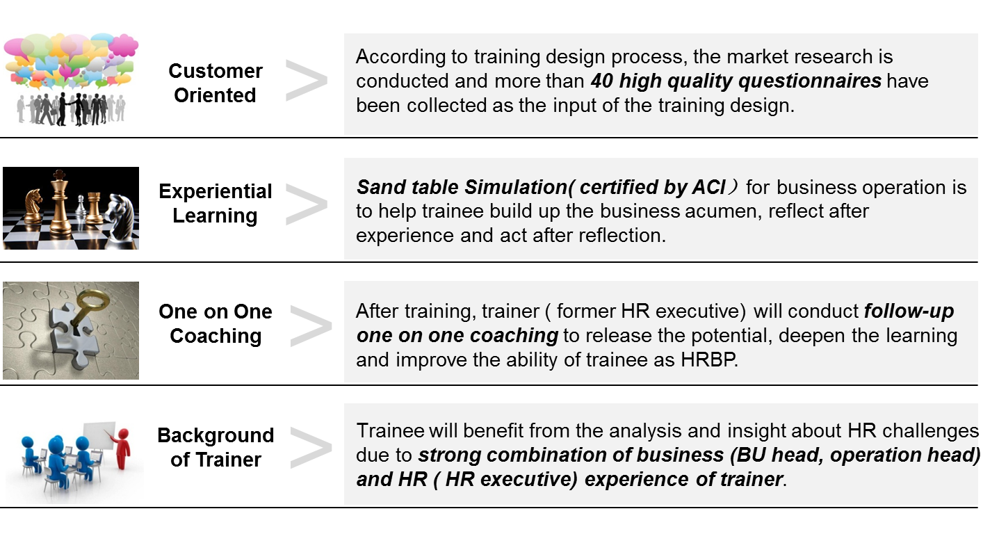 Customer
Oriented
>
According to training design process, the market research is
conducted and more than 40 high quality questionnaires have
been collected as the input of the training design.
Experiential
Learning
>
Sand table Simulation( certified by ACI）for business operation is
to help trainee build up the business acumen, reflect after
experience and act after reflection.
One on One
Coaching
>
After training, trainer ( former HR executive) will conduct follow-up
one on one coaching to release the potential, deepen the learning
and improve the ability of trainee as HRBP.
Background
of Trainer
>
Trainee will benefit from the analysis and insight about HR challenges
due to strong combination of business (BU head, operation head)
and HR ( HR executive) experience of trainer.